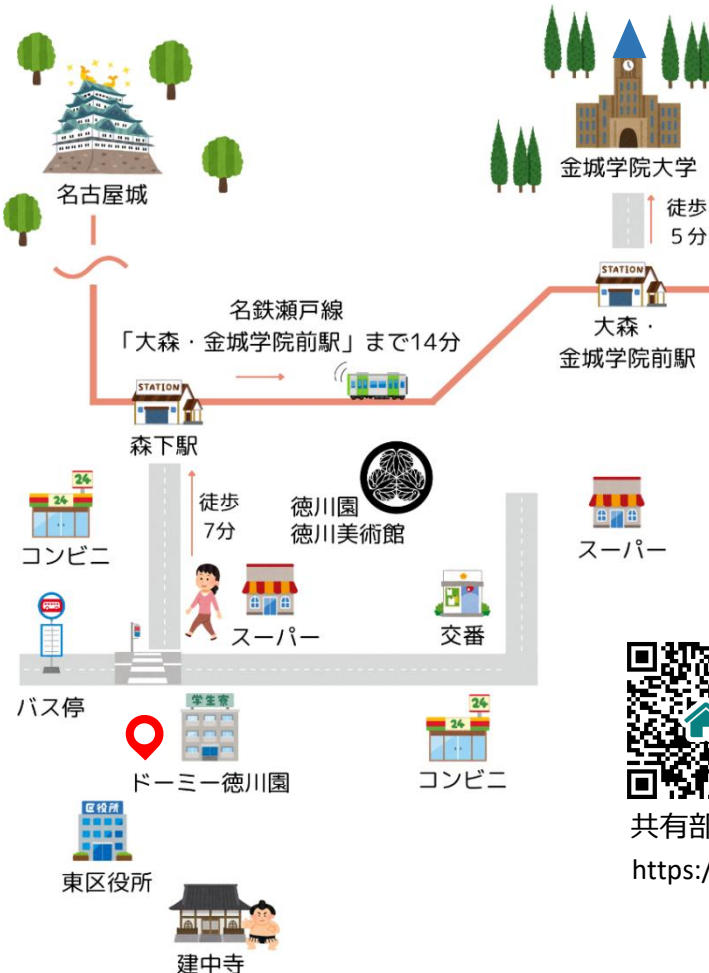 名古屋城
金城学院大学
徒歩
5分
STATION
大森・
金城学院前駅
名鉄瀬戸線
「大森・金城学院前駅」まで14分
STATION
森下駅
徒歩
7分
徳川園
徳川美術館
24
24
コンビニ
スーパー
スーパー
交番
バス停
学生寮
ドーミー徳川園
24
24
コンビニ
区役所
東区役所
建中寺
共有部
https:/